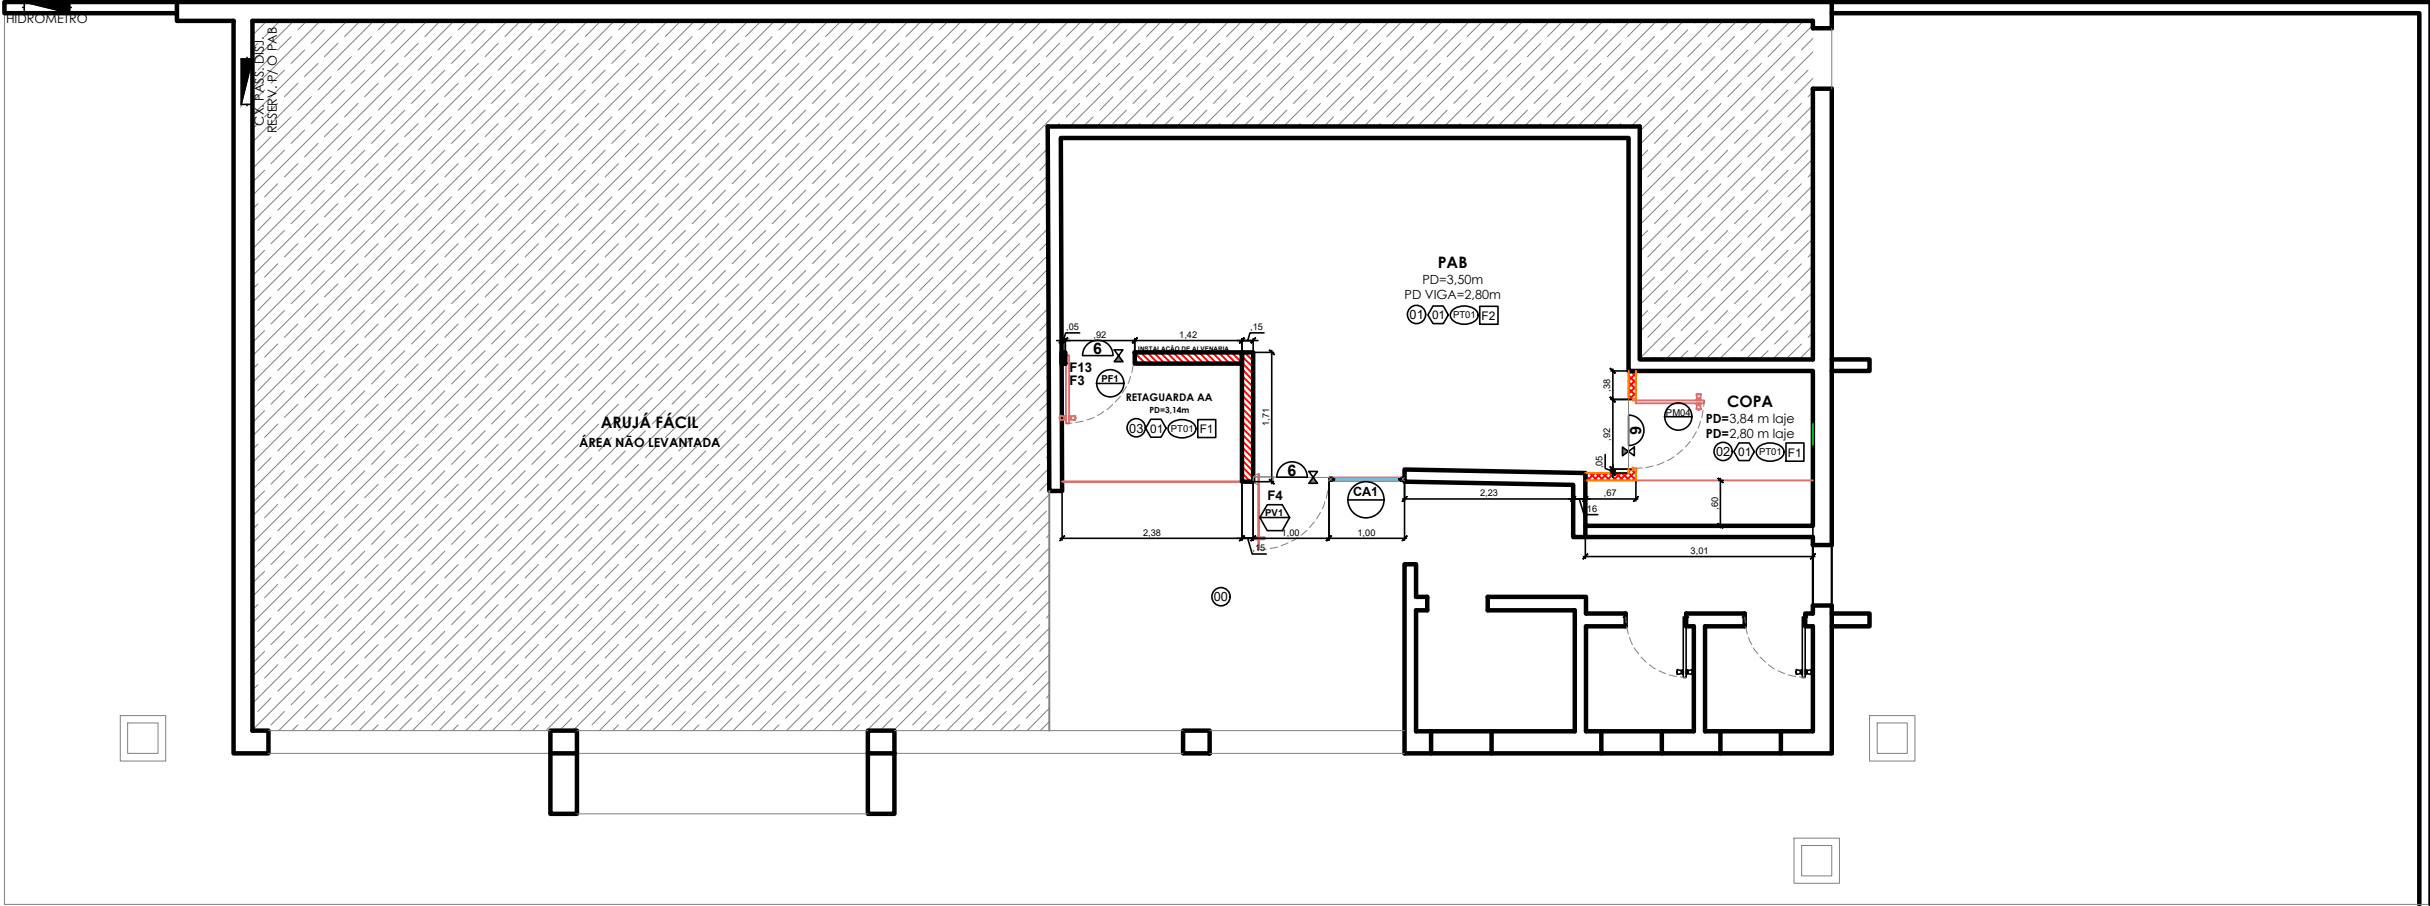 HIDROMETRO
CX. PASS. DISJ.
RESERV. P/ O PAB
PAB
PD=3,50m
PD VIGA=2,80m
01 01 PT01 F2
,05
,92
1,42
,15
6
INSTALAÇÃO DE ALVENARIA
F13
F3
PF1
RETAGUARDA AA
PD=3,14m
03 01 PT01 F1
1,71
ARUJÁ FÁCIL
ÁREA NÃO LEVANTADA
,38
,92
,05
6
PM04
COPA
PD=3,84 m laje
PD=2,80 m laje
02 01 PT01 F1
6
F4
PV1
CA1
2,23
,67
,16
,60
2,38
,15
1,00
1,00
3,01
00